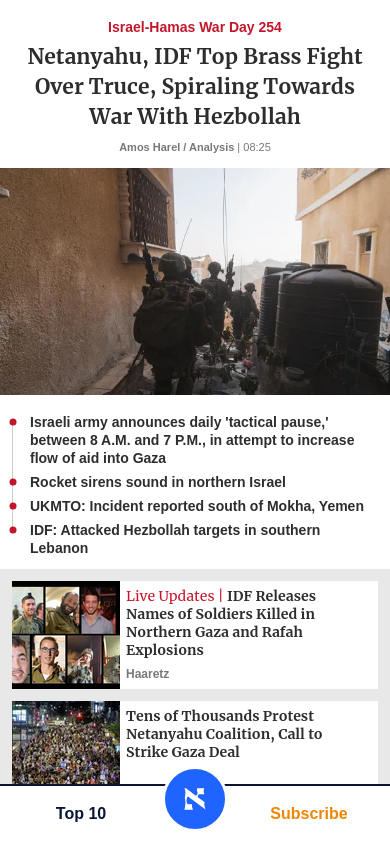 Israel-Hamas War Day 254
Netanyahu, IDF Top Brass Fight
Over Truce, Spiraling Towards
War With Hezbollah
Amos Harel / Analysis | 08:25
Israeli army announces daily 'tactical pause,'
between 8 A.M. and 7 P.M., in attempt to increase
flow of aid into Gaza
Rocket sirens sound in northern Israel
UKMTO: Incident reported south of Mokha, Yemen
IDF: Attacked Hezbollah targets in southern
Lebanon
Live Updates | IDF Releases
Names of Soldiers Killed in
Northern Gaza and Rafah
Explosions
Haaretz
Tens of Thousands Protest
Netanyahu Coalition, Call to
Strike Gaza Deal
Top 10
א
Subscribe